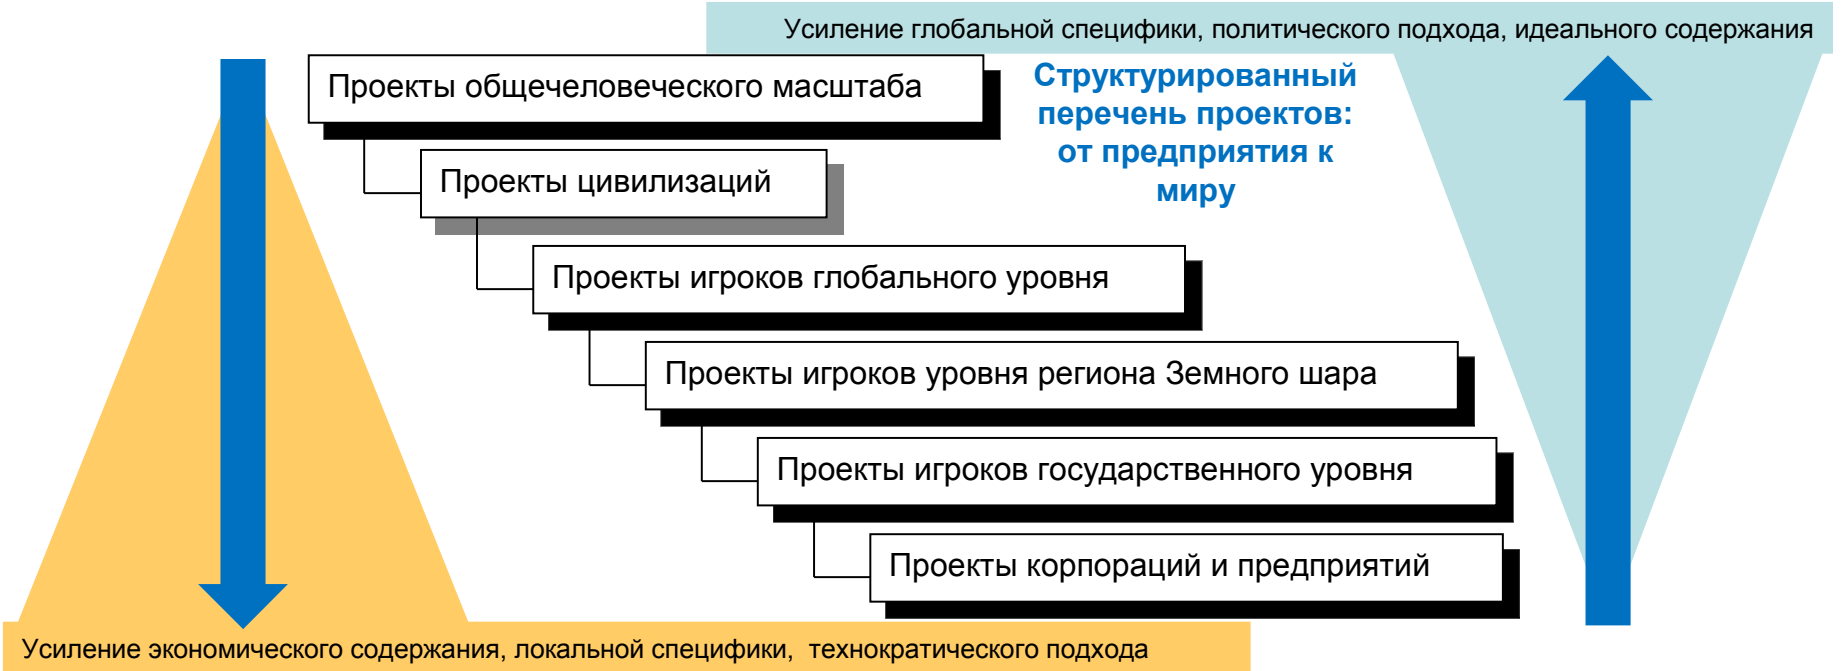 Усиление глобальной специфики, политического подхода, идеального содержания
Проекты общечеловеческого масштаба
Структурированный
перечень проектов:
от предприятия к
миру
Проекты цивилизаций
Проекты игроков глобального уровня
Проекты игроков уровня региона Земного шара
Проекты игроков государственного уровня
Проекты корпораций и предприятий
Усиление экономического содержания, локальной специфики, технократического подхода